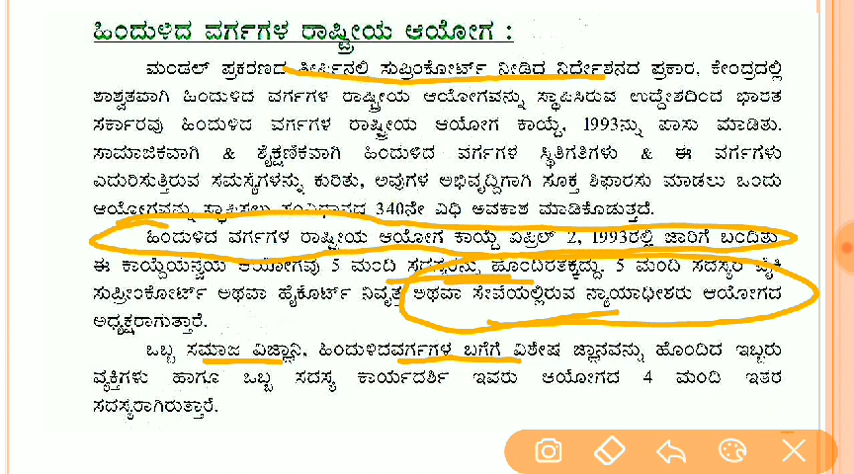 ಹಿಂದುಳಿದ ವರ್ಗಗಳ ರಾಷ್ಟ್ರೀಯ ಆಯೋಗ :
ಮಂಡಲ್ ಪ್ರಕರಣದ ತೀರ್ಪಿನಲಿ ಸುಪ್ರಿಂಕೋರ್ಟ್ ನೀಡಿದ ನಿರ್ದೇಶನದ ಪ್ರಕಾರ, ಕೇಂದ್ರದಲ್ಲಿ
ಶಾಶ್ವತವಾಗಿ ಹಿಂದುಳಿದ ವರ್ಗಗಳ ರಾಷ್ಟ್ರೀಯ ಆಯೋಗವನ್ನು ಸ್ಥಾಪಿಸಿರುವ ಉದ್ದೇಶದಿಂದ ಭಾರತ
ಸರ್ಕಾರವು ಹಿಂದುಳಿದ ವರ್ಗಗಳ ರಾಷ್ಟ್ರೀಯ ಆಯೋಗ ಕಾಯ್ದೆ, 1993ನ್ನು ಪಾಸು ಮಾಡಿತು.
ಸಾಮಾಜಿಕವಾಗಿ & ಶೈಕ್ಷಣಿಕವಾಗಿ ಹಿಂದುಳಿದ ವರ್ಗಗಳ ಸ್ಥಿತಿಗತಿಗಳು & ಈ ವರ್ಗಗಳು
ಎದುರಿಸುತ್ತಿರುವ ಸಮಸ್ಯೆಗಳನ್ನು ಕುರಿತು, ಅವುಗಳ ಅಭಿವೃದ್ಧಿಗಾಗಿ ಸೂಕ್ತ ಶಿಫಾರಸು ಮಾಡಲು ಒಂದು
ಆಯೋಗವನ್ನು ಸ್ಥಾಪಿಸಲು ಸಂವಿಧಾನದ 340ನೇ ವಿಧಿ ಅವಕಾಶ ಮಾಡಿಕೊಡುತ್ತದೆ.
ಹಿಂದುಳಿದ ವರ್ಗಗಳ ರಾಷ್ಟ್ರೀಯ ಆಯೋಗ ಕಾಯ್ದೆ ಏಪ್ರಿಲ್ 2, 1993ರಲ್ಲಿ ಜಾರಿಗೆ ಬಂದಿತು.
ಈ ಕಾಯ್ದೆಯನ್ವಯ ಆಯೋಗವು 5 ಮಂದಿ ಸದಸ್ಯರನ್ನು ಹೊಂದಿರತಕ್ಕದ್ದು. 5 ಮಂದಿ ಸದಸ್ಯರ ಪೈಕಿ
ಸುಪ್ರೀಂಕೋರ್ಟ್ ಅಥವಾ ಹೈಕೋರ್ಟ್ ನಿವೃತ್ತ ಅಥವಾ ಸೇವೆಯಲ್ಲಿರುವ ನ್ಯಾಯಾಧೀಶರು ಆಯೋಗದ
ಅಧ್ಯಕ್ಷರಾಗುತ್ತಾರೆ.
ಒಬ್ಬ ಸಮಾಜ ವಿಜ್ಞಾನಿ, ಹಿಂದುಳಿದವರ್ಗಗಳ ಬಗೆಗೆ ವಿಶೇಷ ಜ್ಞಾನವನ್ನು ಹೊಂದಿದ ಇಬ್ಬರು
ವ್ಯಕ್ತಿಗಳು ಹಾಗೂ ಒಬ್ಬ ಸದಸ್ಯ ಕಾರ್ಯದರ್ಶಿ ಇವರು ಆಯೋಗದ 4 ಮಂದಿ ಇತರ
ಸದಸ್ಯರಾಗಿರುತ್ತಾರೆ.